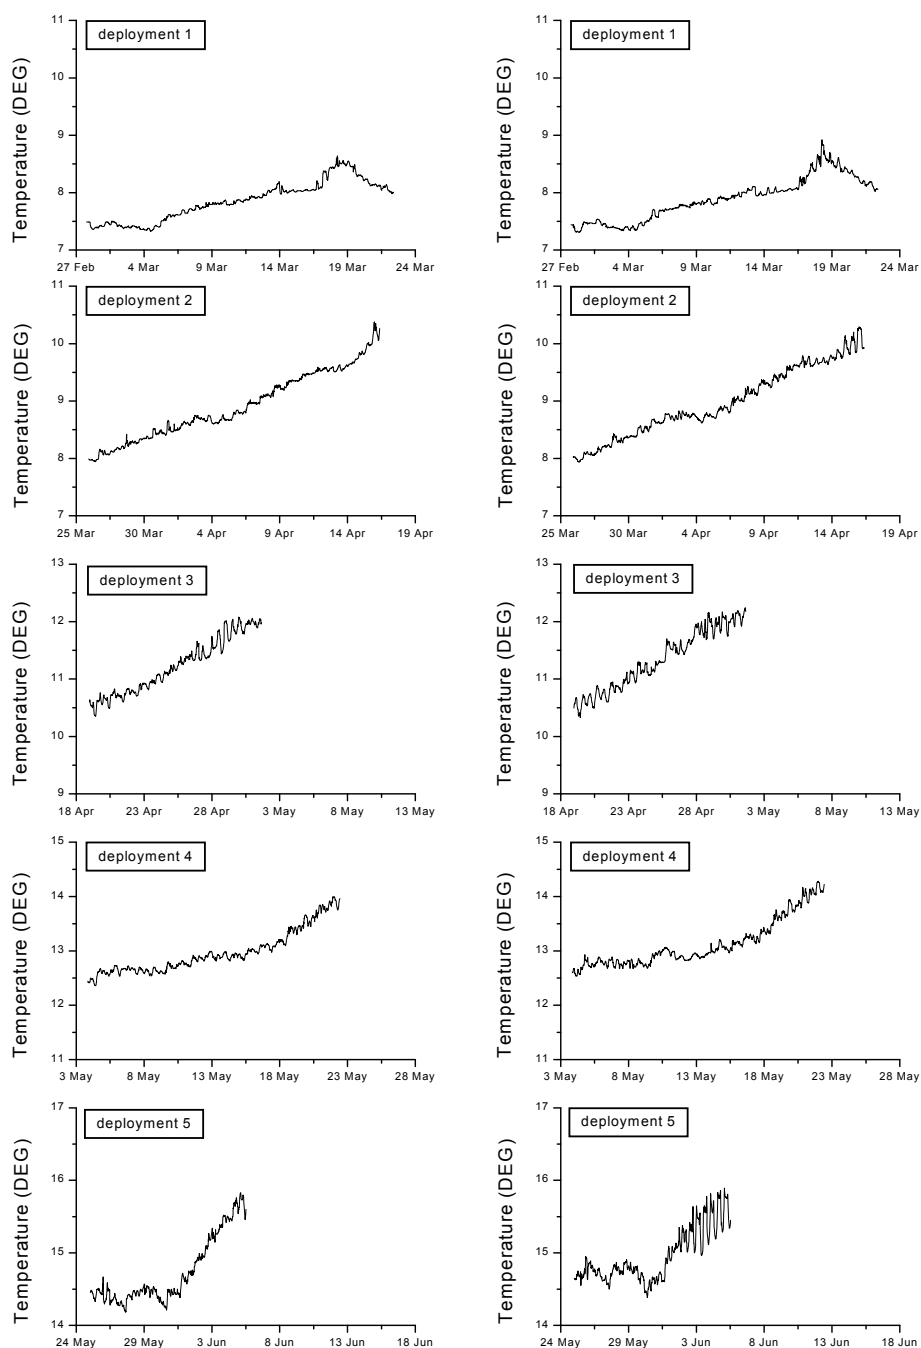 deployment 1
Temperature (DEG)
11
10
9
8
7
27 Feb 4 Mar 9 Mar 14 Mar 19 Mar 24 Mar
deployment 1
Temperature (DEG)
11
10
9
8
7
27 Feb 4 Mar 9 Mar 14 Mar 19 Mar 24 Mar
deployment 2
Temperature (DEG)
11
10
9
8
7
25 Mar 30 Mar 4 Apr 9 Apr 14 Apr 19 Apr
deployment 2
Temperature (DEG)
11
10
9
8
7
25 Mar 30 Mar 4 Apr 9 Apr 14 Apr 19 Apr
deployment 3
Temperature (DEG)
13
12
11
10
9
18 Apr 23 Apr 28 Apr 3 May 8 May 13 May
deployment 3
Temperature (DEG)
13
12
11
10
9
18 Apr 23 Apr 28 Apr 3 May 8 May 13 May
deployment 4
Temperature (DEG)
15
14
13
12
11
3 May 8 May 13 May 18 May 23 May 28 May
deployment 4
Temperature (DEG)
15
14
13
12
11
3 May 8 May 13 May 18 May 23 May 28 May
deployment 5
Temperature (DEG)
17
16
15
14
24 May 29 May 3 Jun 8 Jun 13 Jun 18 Jun
deployment 5
Temperature (DEG)
17
16
15
14
24 May 29 May 3 Jun 8 Jun 13 Jun 18 Jun